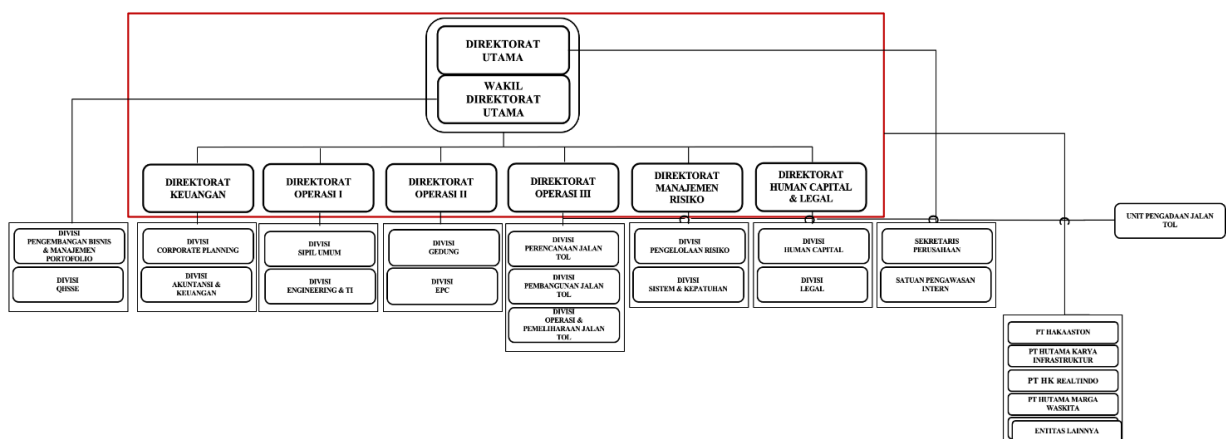 DIREKTORAT
UTAMA
WAKIL
DIREKTORAT
UTAMA
DIREKTORAT
KEUANGAN
DIREKTORAT
OPERASI I
DIREKTORAT
OPERASI II
DIREKTORAT
OPERASI III
DIREKTORAT
MANAJEMEN
RISIKO
DIREKTORAT
HUMAN CAPITAL
& LEGAL
UNIT PENGADAAN JALAN
TOL
DIVISI
PENGEMBANGAN BISNIS
& MANAJEMEN
PORTOFOLIO
DIVISI
QHSSE
DIVISI
CORPORATE PLANNING
DIVISI
AKUNTANSI &
KEUANGAN
DIVISI
SIPIL UMUM
DIVISI
ENGINEERING & TI
DIVISI
GEDUNG
DIVISI
EPC
DIVISI
PERENCANAAN JALAN
TOL
DIVISI
PEMBANGUNAN JALAN
TOL
DIVISI
OPERASI &
PEMELIHARAAN JALAN
TOL
DIVISI
PENGELOLAAN RISIKO
DIVISI
SISTEM & KEPATUHAN
DIVISI
HUMAN CAPITAL
DIVISI
LEGAL
SEKRETARIS
PERUSAHAAN
SATUAN PENGAWASAN
INTERN
PT HAKAASTON
PT HUTAMA KARYA
INFRASTRUKTUR
PT HK REALTINDO
PT HUTAMA MARGA
WASKITA
ENTITAS LAINNYA